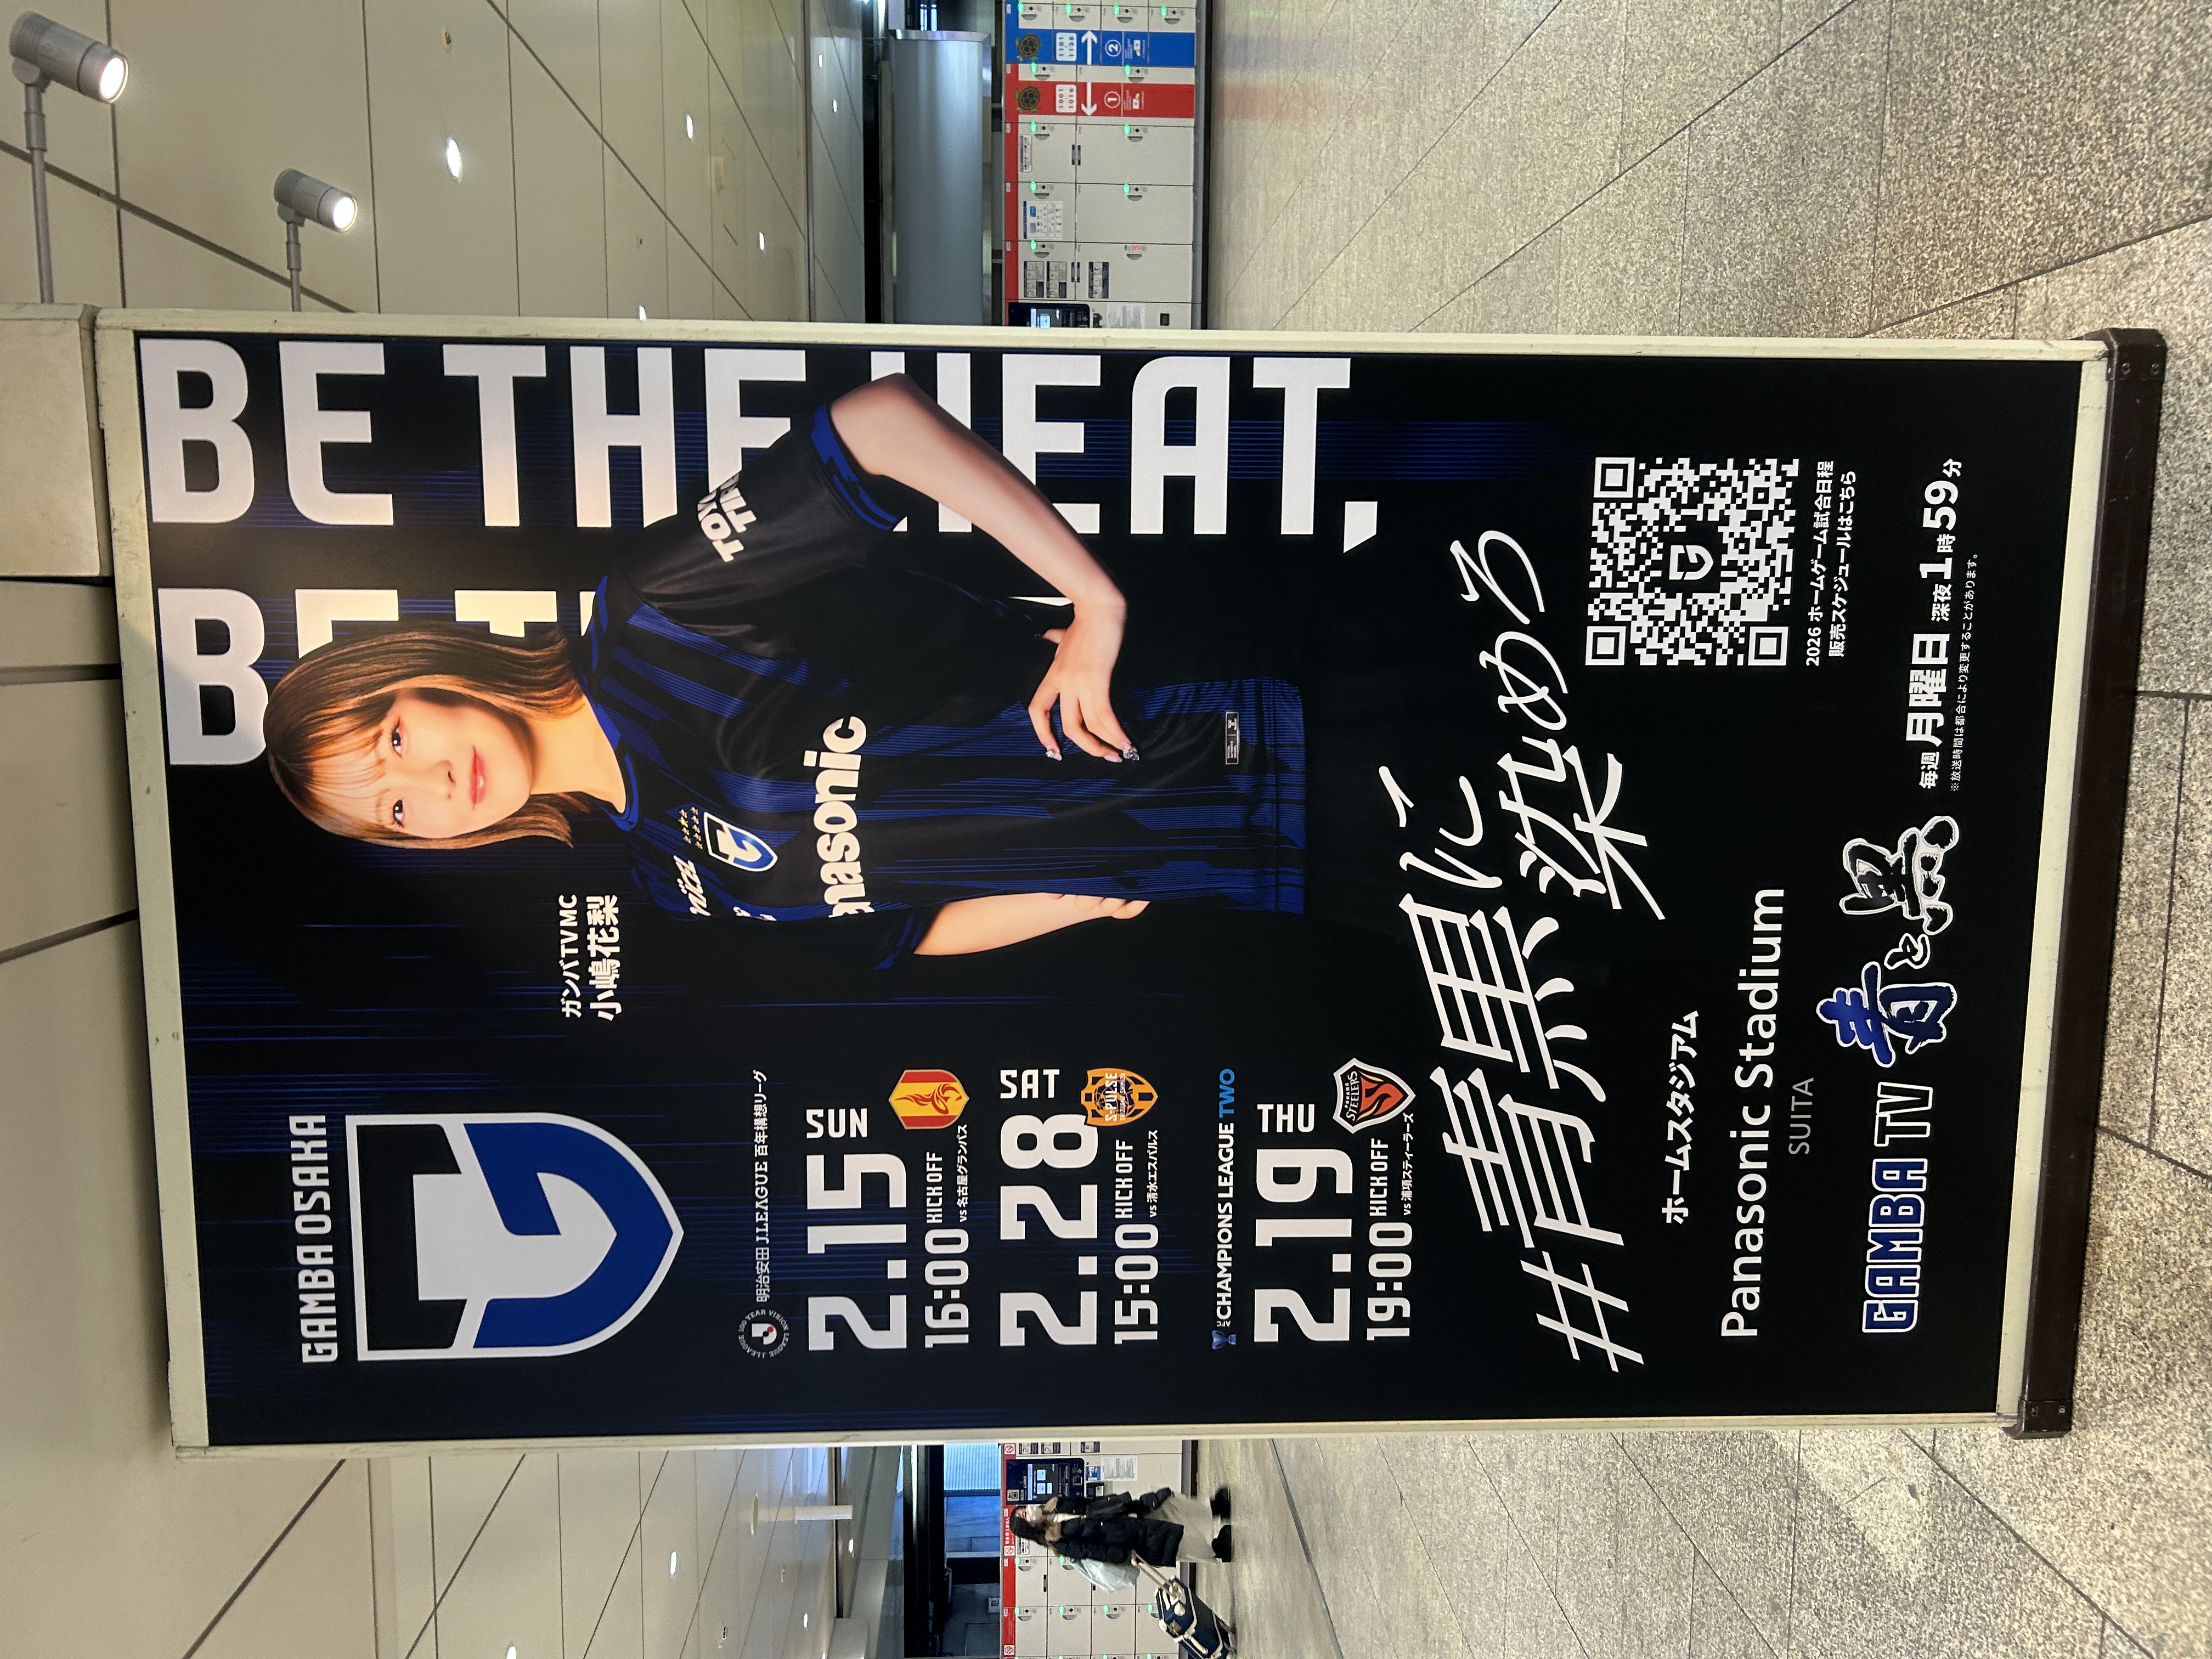 BE THE HEAT.
BE
GAMBA OSAKA
ガンバTV MC
小嶋花梨
TOYO TIRES
Panasonic
明治安田 J.LEAGUE 百年構想リーグ
2.15 SUN
16:00 KICK OFF
vs 名古屋グランパス
2.28 SAT
S-PULSE
15:00 KICK OFF
vs 清水エスパルス
CHAMPIONS LEAGUE TWO
2.19 THU
STEELERS
19:00 KICK OFF
vs 浦項スティーラーズ
#青黒に
染めろ
ホームスタジアム
Panasonic Stadium
SUITA
2026 ホームゲーム試合日程
販売スケジュールはこちら
GAMBA TV 青と黒
毎週月曜日 深夜1時59分
※放送時間は都合により変更することがあります。